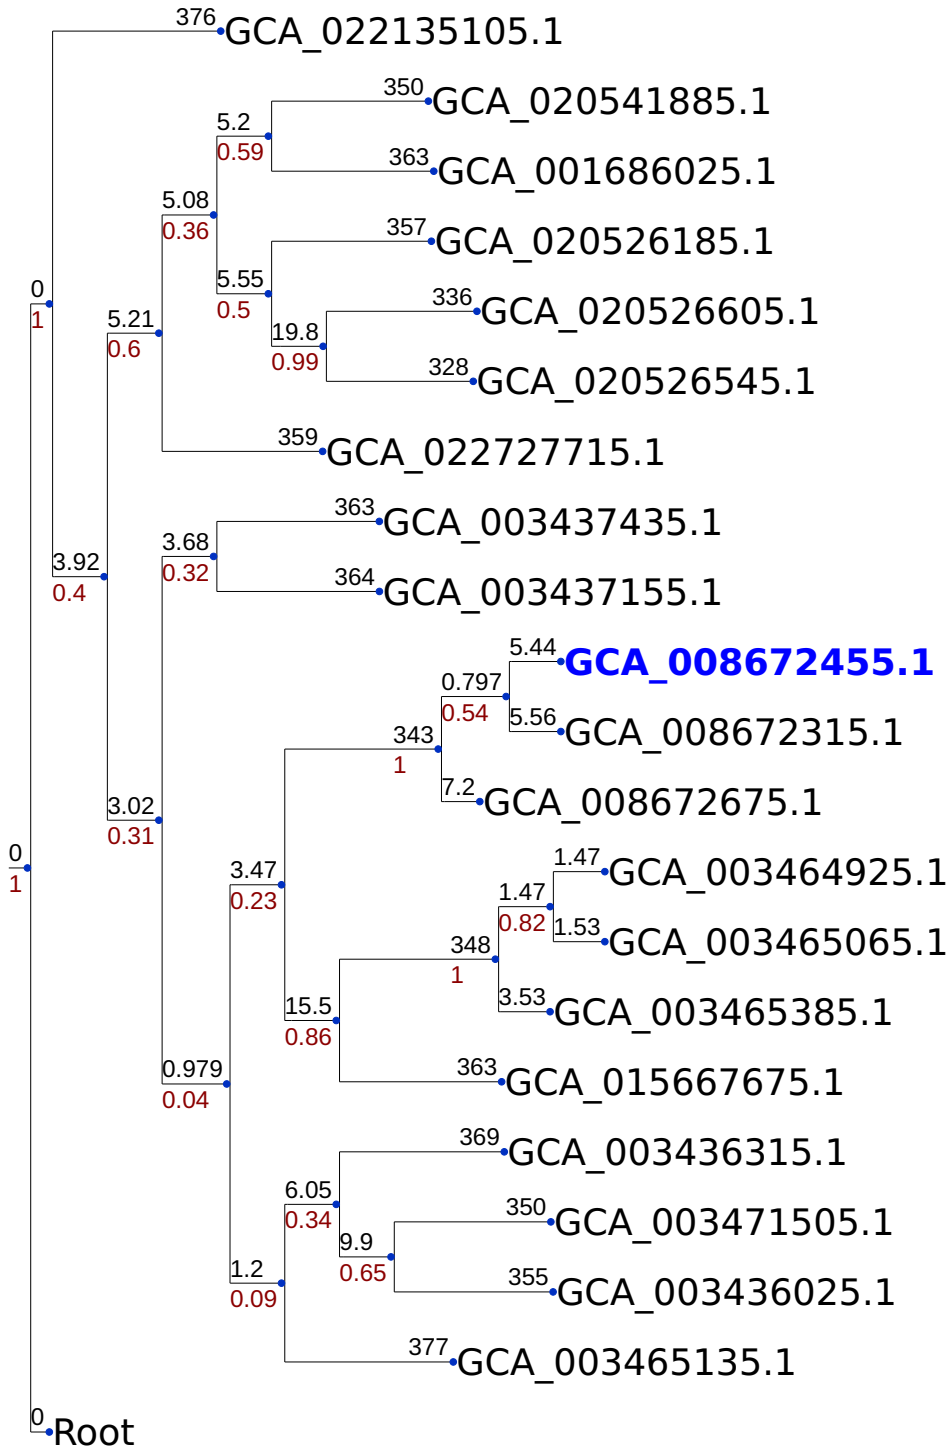 376 GCA_022135105.1
350 GCA_020541885.1
5.2
0.59
363 GCA_001686025.1
5.08
0.36
357 GCA_020526185.1
5.55
0.5
0
1
336 GCA_020526605.1
5.21
0.6
19.8
0.99
328 GCA_020526545.1
359 GCA_022727715.1
363 GCA_003437435.1
3.68
0.32
3.92
0.4
364 GCA_003437155.1
5.44 GCA_008672455.1
0.797
0.54
5.56 GCA_008672315.1
343
1
7.2 GCA_008672675.1
3.02
0.31
0
1
1.47 GCA_003464925.1
3.47
0.23
1.47
0.82
1.53 GCA_003465065.1
348
1
3.53 GCA_003465385.1
15.5
0.86
363 GCA_015667675.1
0.979
0.04
369 GCA_003436315.1
6.05
0.34
350 GCA_003471505.1
9.9
0.65
1.2
0.09
355 GCA_003436025.1
377 GCA_003465135.1
0 Root